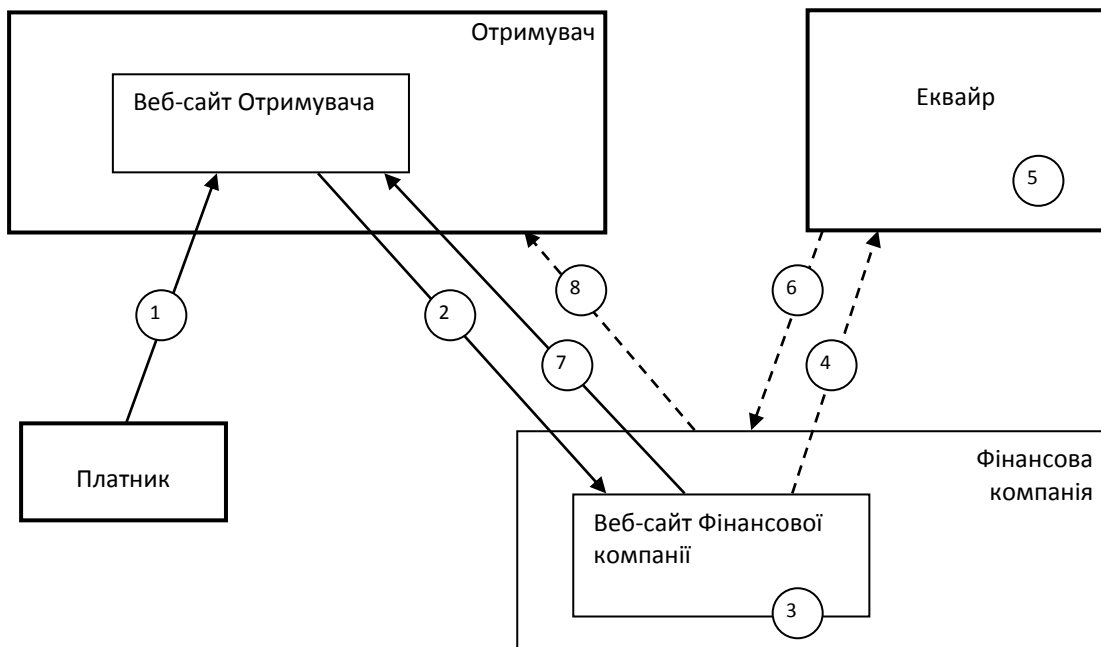 Отримувач
Веб-сайт Отримувача
Еквайр
5
8
6
1
2
7
4
Платник
Фінансова
компанія
Веб-сайт Фінансової
компанії
3